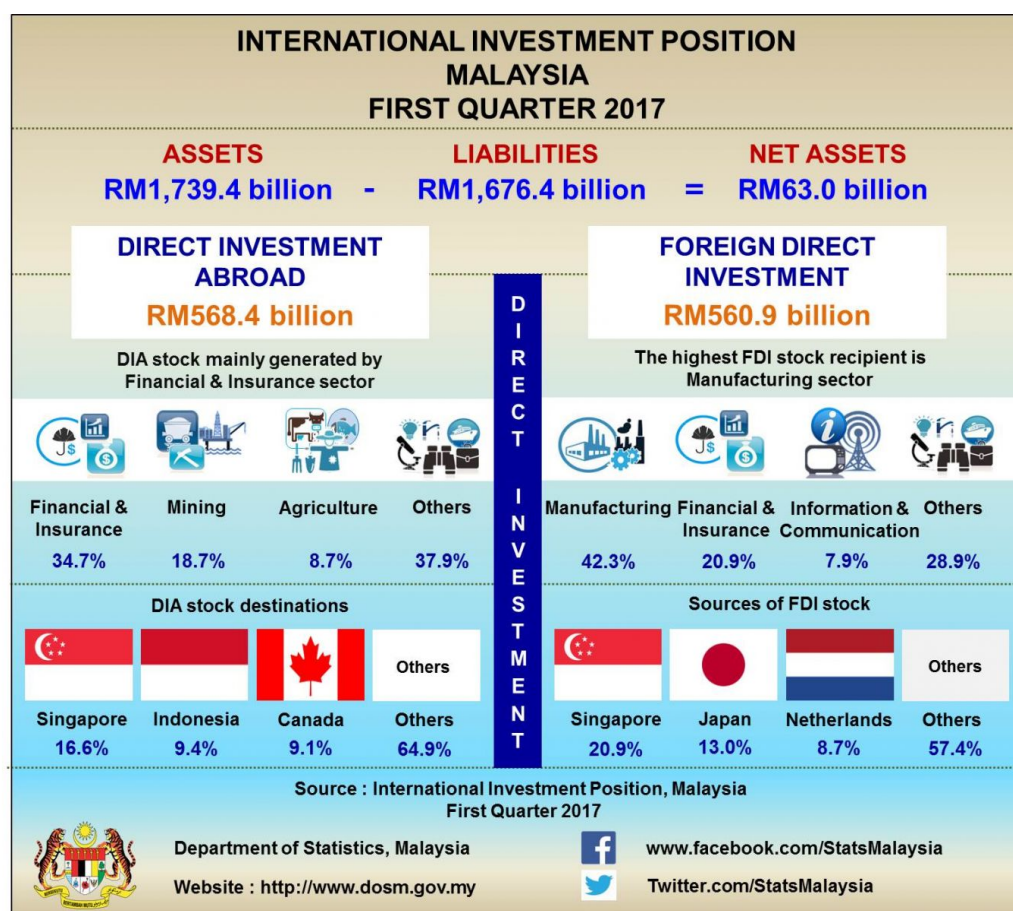 INTERNATIONAL INVESTMENT POSITION
MALAYSIA
FIRST QUARTER 2017
ASSETS LIABILITIES NET ASSETS
RM1,739.4 billion - RM1,676.4 billion = RM63.0 billion
DIRECT INVESTMENT
ABROAD
RM568.4 billion
DIA stock mainly generated by
Financial & Insurance sector
Financial &
Insurance
Mining
Agriculture
Others
34.7% 18.7% 8.7% 37.9%
DIA stock destinations
Others
Singapore Indonesia Canada Others
16.6% 9.4% 9.1% 64.9%
DIRECT INVESTMENT
FOREIGN DIRECT
INVESTMENT
RM560.9 billion
The highest FDI stock recipient is
Manufacturing sector
Manufacturing
Financial &
Insurance
Information &
Communication
Others
42.3% 20.9% 7.9% 28.9%
Sources of FDI stock
Others
Singapore Japan Netherlands Others
20.9% 13.0% 8.7% 57.4%
Source : International Investment Position, Malaysia
First Quarter 2017
Department of Statistics, Malaysia
Website : http://www.dosm.gov.my
www.facebook.com/StatsMalaysia
Twitter.com/StatsMalaysia